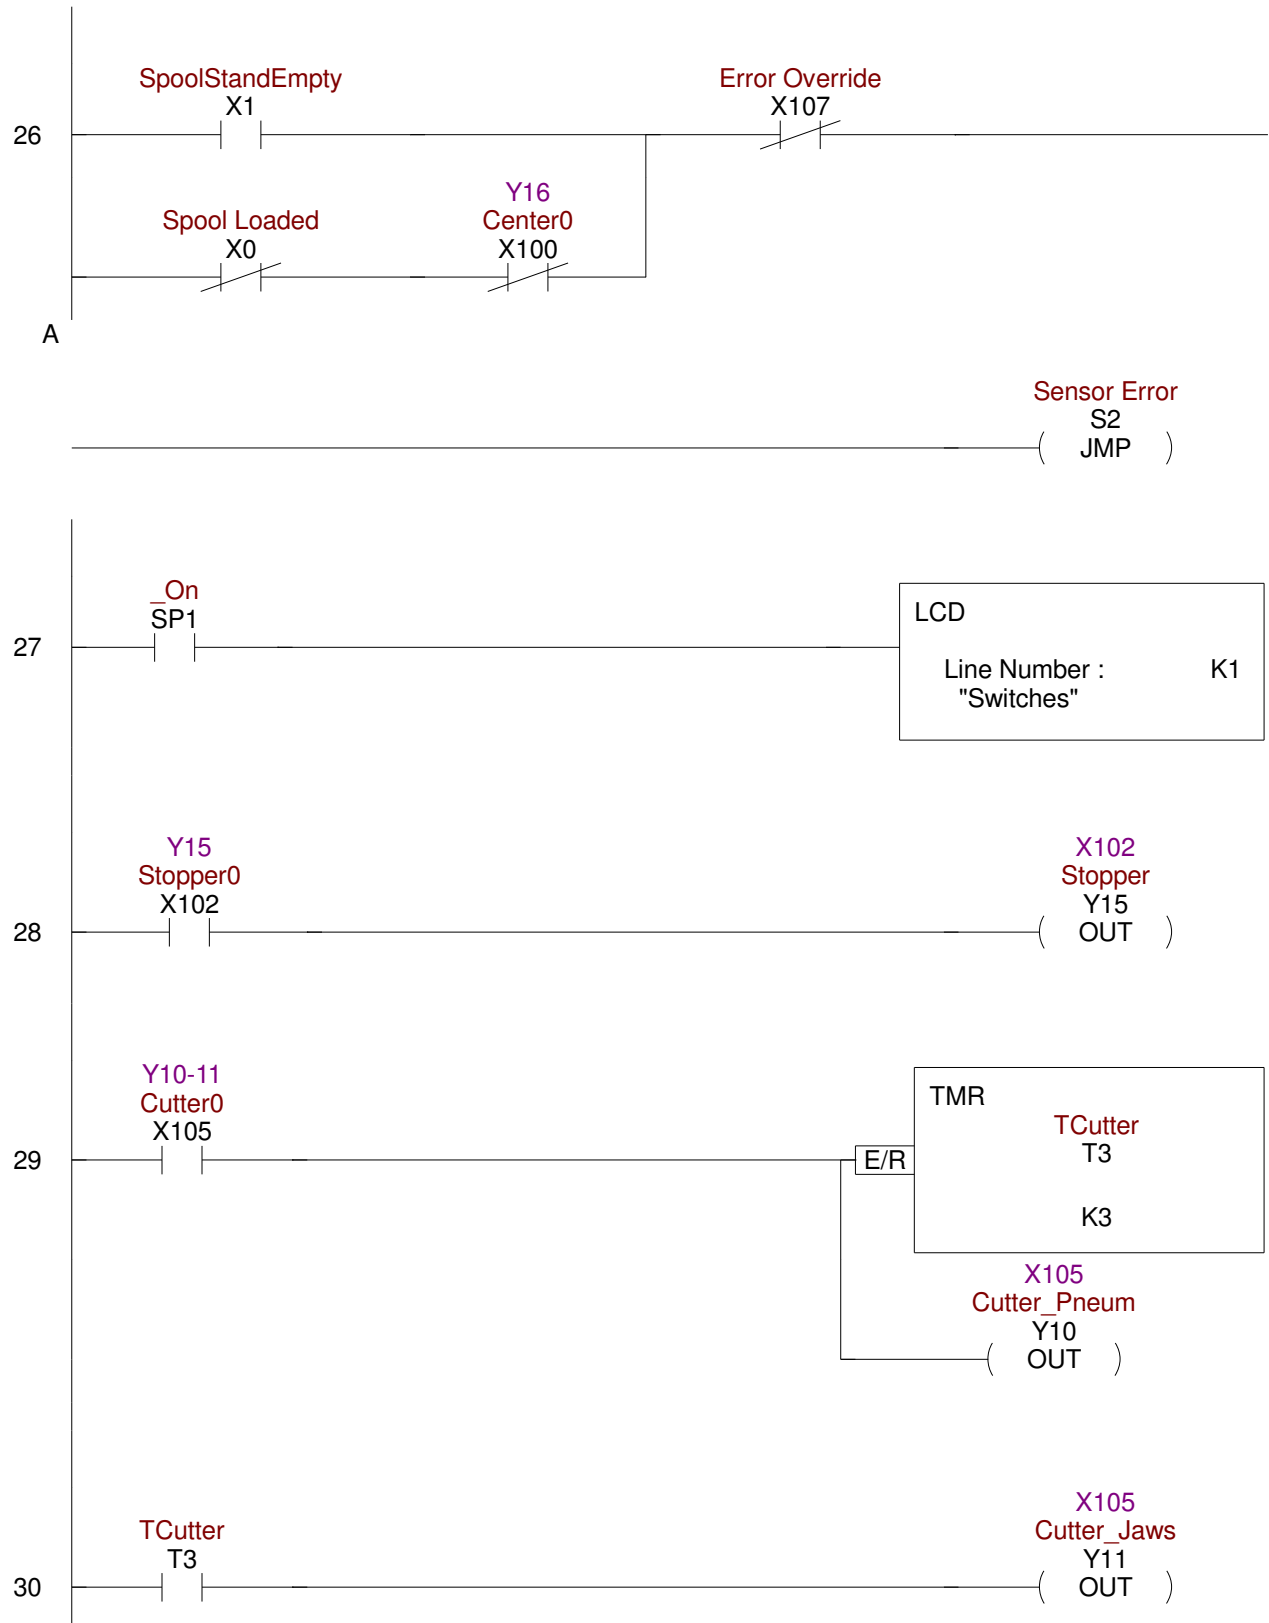 SpoolStandEmpty
X1
Error Override
X107
26
Y16
Spool Loaded
Center0
X0
X100
A
Sensor Error
S2
( JMP )
_On
SP1
27
LCD
Line Number : K1
"Switches"
Y15
Stopper0
X102
28
X102
Stopper
Y15
( OUT )
Y10-11
Cutter0
X105
29
E/R
TMR
TCutter
T3
K3
X105
Cutter_Pneum
Y10
( OUT )
TCutter
T3
30
X105
Cutter_Jaws
Y11
( OUT )